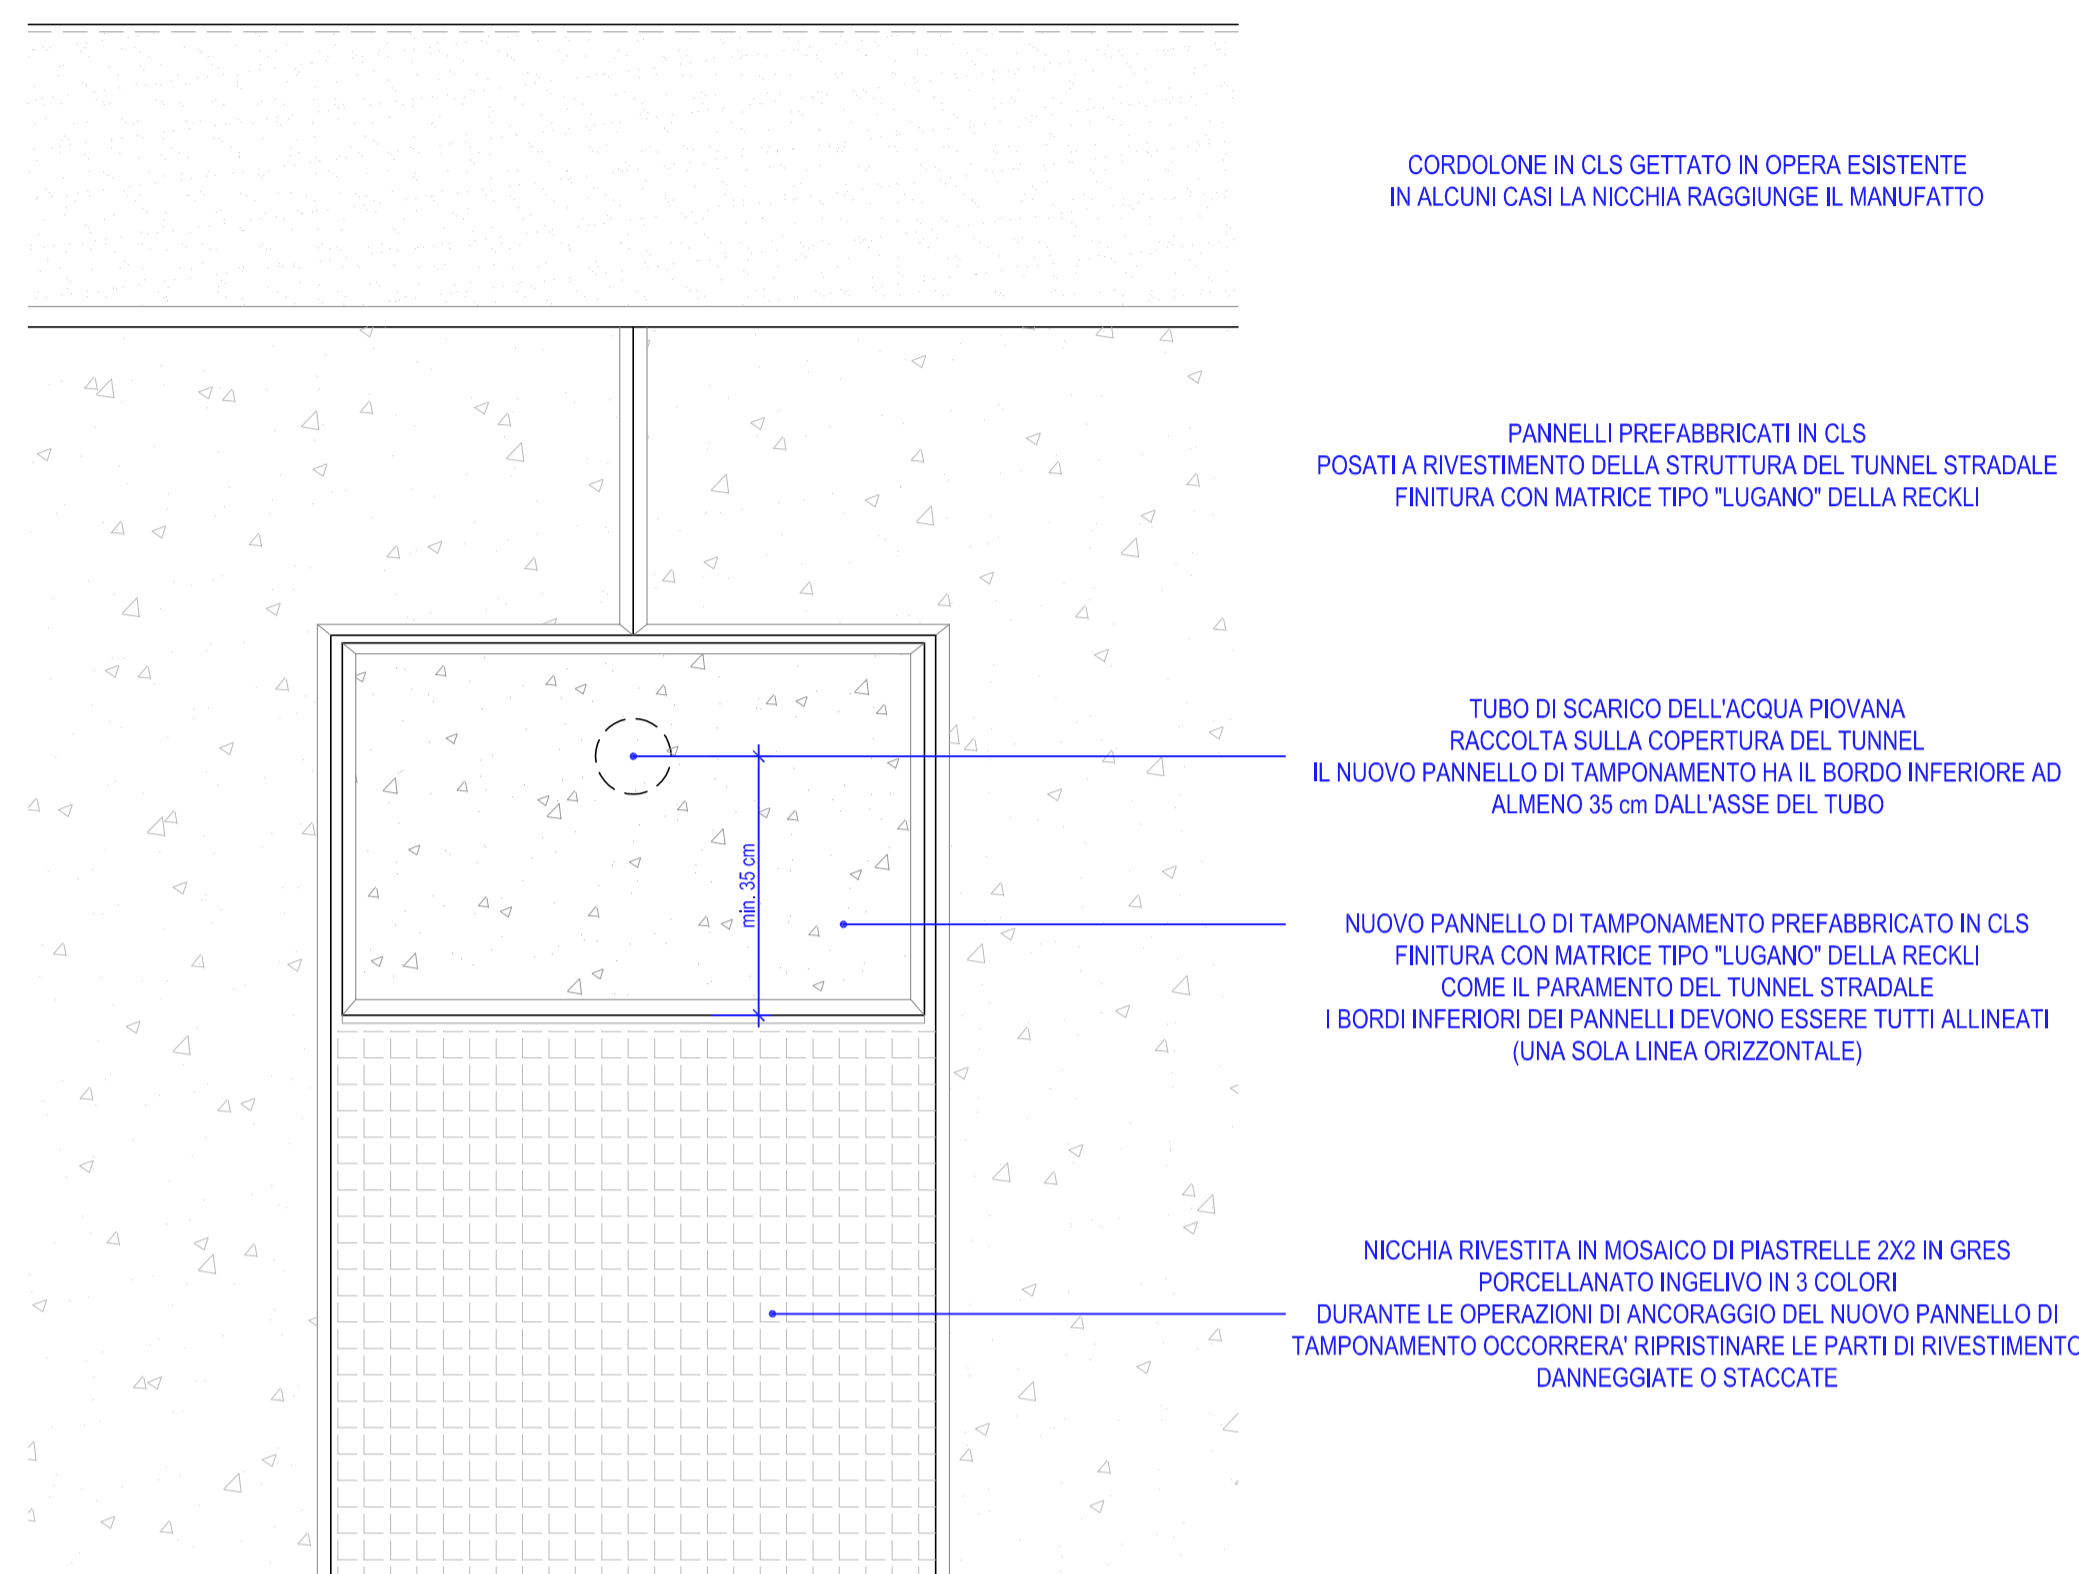 CORDOLONE IN CLS GETTATO IN OPERA ESISTENTE
IN ALCUNI CASI LA NICCHIA RAGGIUNGE IL MANUFATTO
PANNELLI PREFABBRICATI IN CLS
POSATI A RIVESTIMENTO DELLA STRUTTURA DEL TUNNEL STRADALE
FINITURA CON MATRICE TIPO "LUGANO" DELLA RECKLI
TUBO DI SCARICO DELL'ACQUA PIOVANA
RACCOLTA SULLA COPERTURA DEL TUNNEL
IL NUOVO PANNELLO DI TAMPONAMENTO HA IL BORDO INFERIORE AD
ALMENO 35 cm DALL'ASSE DEL TUBO
min. 35 cm
NUOVO PANNELLO DI TAMPONAMENTO PREFABBRICATO IN CLS
FINITURA CON MATRICE TIPO "LUGANO" DELLA RECKLI
COME IL PARAMENTO DEL TUNNEL STRADALE
I BORDI INFERIORI DEI PANNELLI DEVONO ESSERE TUTTI ALLINEATI
(UNA SOLA LINEA ORIZZONTALE)
NICCHIA RIVESTITA IN MOSAICO DI PIASTRELLE 2X2 IN GRES
PORCELLANATO INGELIVO IN 3 COLORI
DURANTE LE OPERAZIONI DI ANCORAGGIO DEL NUOVO PANNELLO DI
TAMPONAMENTO OCCORRERA' RIPRISTINARE LE PARTI DI RIVESTIMENTO
DANNEGGIATE O STACCATE